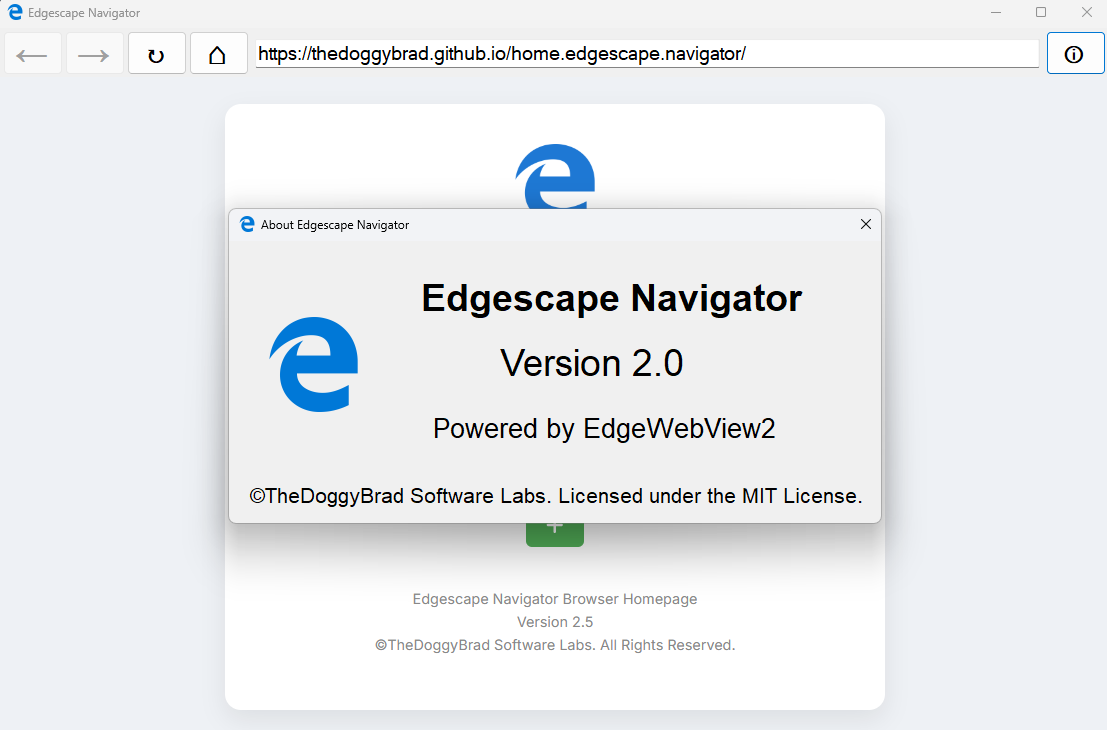 Edgescape Navigator
https://thedoggybrad.github.io/home.edgescape.navigator/
About Edgescape Navigator
Edgescape Navigator
Version 2.0
Powered by EdgeWebView2
©TheDoggyBrad Software Labs. Licensed under the MIT License.
Edgescape Navigator Browser Homepage
Version 2.5
©TheDoggyBrad Software Labs. All Rights Reserved.